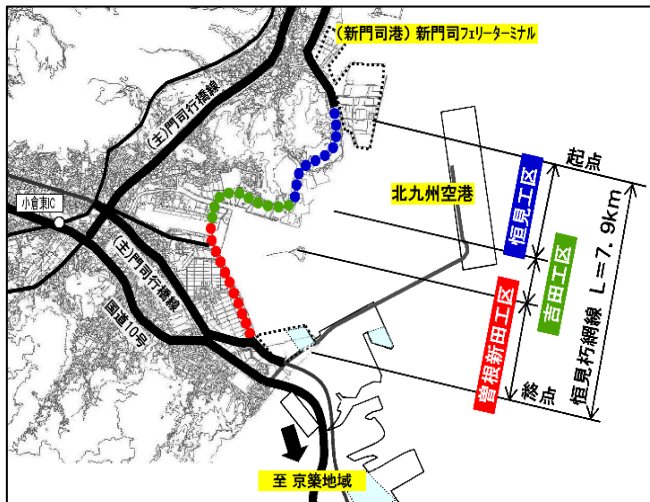 (新門司港) 新門司フェリーターミナル
(主)門司行橋線
起点
小倉東IC
北九州空港
恒見工区
吉田工区
恒見朽網線 L=7.9km
(主)門司行橋線
国道10号
曽根新田工区
終点
至 京築地域